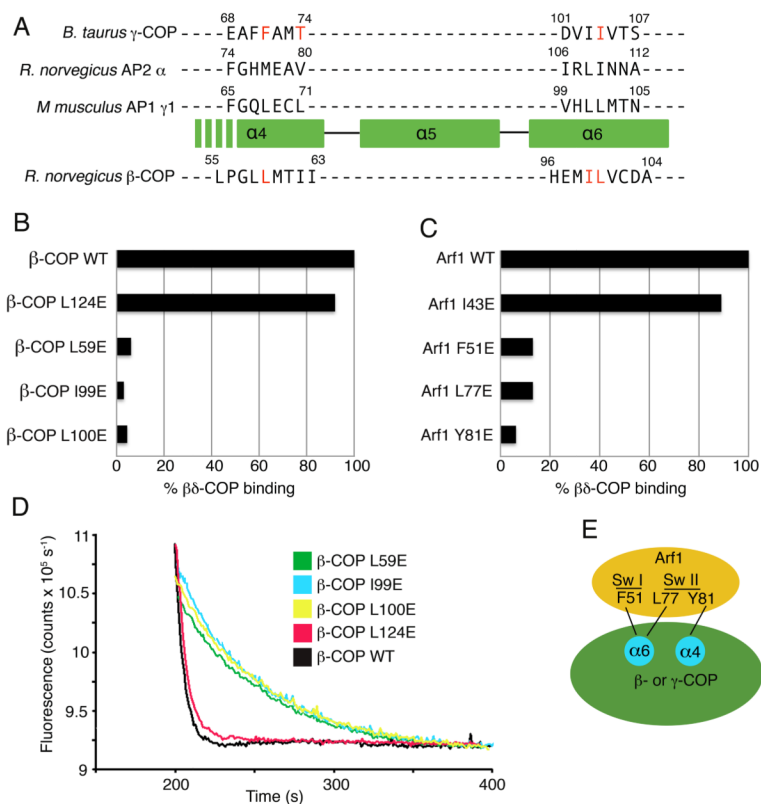 A
68 74 101 107
B. taurus γ-COP - - - - - - - - EAFFAMT - - - - - - - - - - - - - - - - - DVIIVTS - - - - -
74 80 106 112
R. norvegicus AP2 α - - - - - - - - FGHMEAV - - - - - - - - - - - - - - - - - IRLINNA - - - - -
65 71 99 105
M musculus AP1 γ1 - - - - - - - - FGQLECL - - - - - - - - - - - - - - - - - VHLLMTN - - - - -
α4 α5 α6
55 63 96 104
R. norvegicus β-COP - - - - - - LPGLLMTII - - - - - - - - - - - - - - - HEMILVCDA - - - -
B
β-COP WT
β-COP L124E
β-COP L59E
β-COP I99E
β-COP L100E
0 20 40 60 80 100
% βδ-COP binding
C
Arf1 WT
Arf1 I43E
Arf1 F51E
Arf1 L77E
Arf1 Y81E
0 20 40 60 80 100
% βδ-COP binding
D
Fluorescence (counts x 10⁵ s⁻¹)
11
10.5
10
9.5
9
β-COP L59E
β-COP I99E
β-COP L100E
β-COP L124E
β-COP WT
200 300 400
Time (s)
E
Arf1
Sw I Sw II
F51 L77 Y81
α6 α4
β- or γ-COP